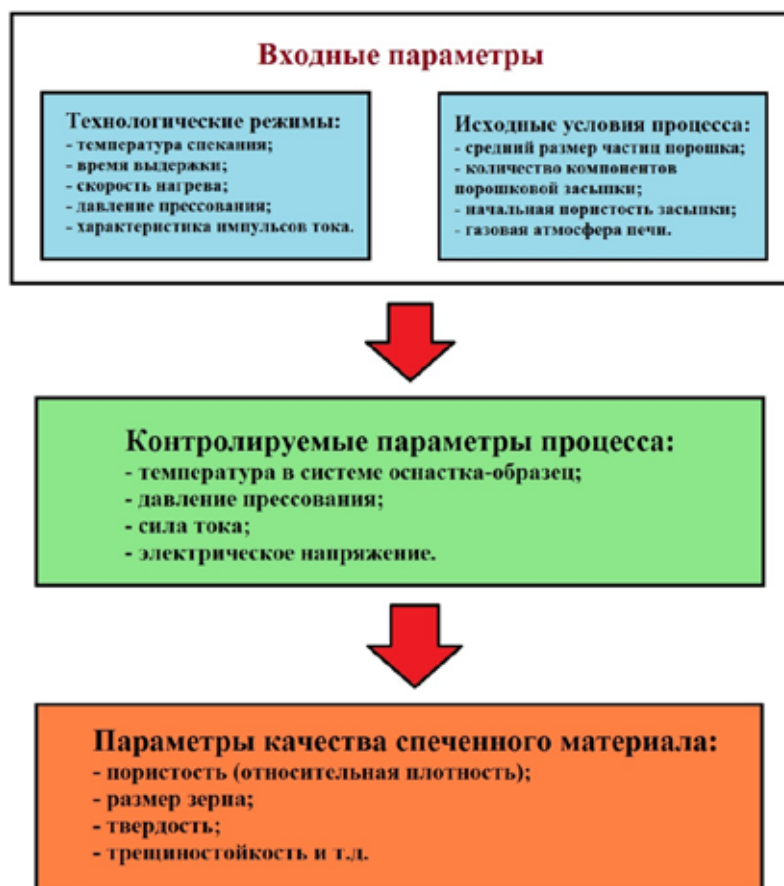 Входные параметры
Технологические режимы:
- температура спекания;
- время выдержки;
- скорость нагрева;
- давление прессования;
- характеристика импульсов тока.
Исходные условия процесса:
- средний размер частиц порошка;
- количество компонентов
порошковой засыпки;
- начальная пористость засыпки;
- газовая атмосфера печи.
Контролируемые параметры процесса:
- температура в системе оснастка-образец;
- давление прессования;
- сила тока;
- электрическое напряжение.
Параметры качества спеченного материала:
- пористость (относительная плотность);
- размер зерна;
- твердость;
- трещиностойкость и т.д.